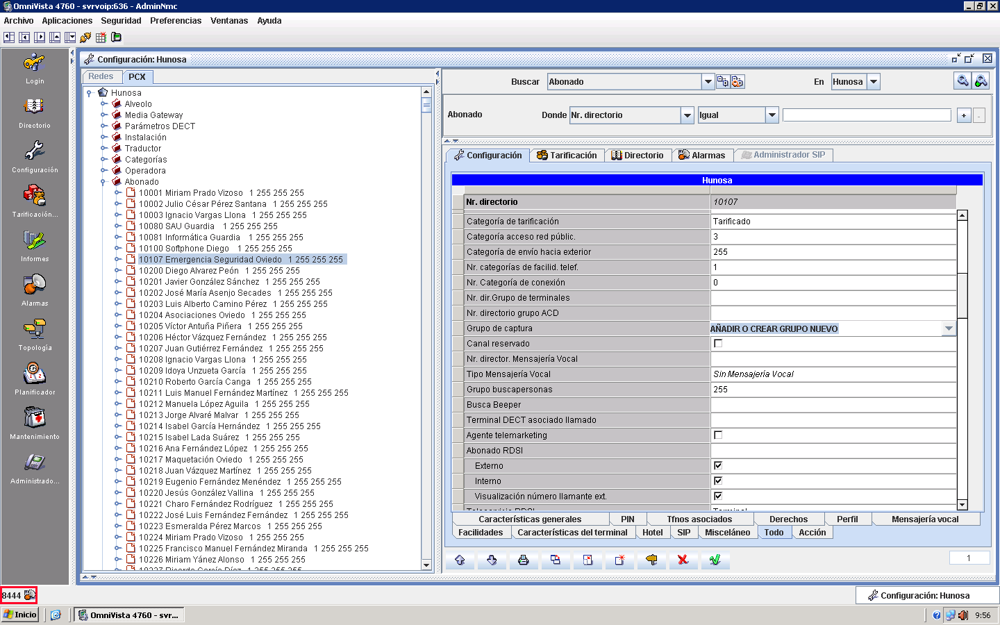 OmniVista 4760 - svrvoip:636 - AdminNmc
Archivo Aplicaciones Seguridad Preferencias Ventanas Ayuda
Login
Directorio
Configuración
Tarificación...
Informes
Alarmas
Topología
Planificador
Mantenimiento
Administrado...
Configuración: Hunosa
Redes PCX
Hunosa
Alveolo
Media Gateway
Parámetros DECT
Instalación
Traductor
Categorías
Operadora
Abonado
10001 Miriam Prado Vizoso 1 255 255 255
10002 Julio César Pérez Santana 1 255 255 255
10003 Ignacio Vargas Llona 1 255 255 255
10080 SAU Guardia 1 255 255 255
10081 Informática Guardia 1 255 255 255
10100 Softphone Diego 1 255 255 255
10107 Emergencia Seguridad Oviedo 1 255 255 255
10200 Diego Alvarez Peón 1 255 255 255
10201 Javier González Sánchez 1 255 255 255
10202 José María Asenjo Secades 1 255 255 255
10203 Luis Alberto Camino Pérez 1 255 255 255
10204 Asociaciones Oviedo 1 255 255 255
10205 Víctor Antuña Piñera 1 255 255 255
10206 Héctor Vázquez Fernández 1 255 255 255
10207 Juan Gutiérrez Fernández 1 255 255 255
10208 Ignacio Vargas Llona 1 255 255 255
10209 Idoya Unzueta García 1 255 255 255
10210 Roberto García Canga 1 255 255 255
10211 Luis Manuel Fernández Martínez 1 255 255 255
10212 Manuela López Aguila 1 255 255 255
10213 Jorge Alvaré Malvar 1 255 255 255
10214 Isabel García Hernández 1 255 255 255
10215 Isabel Lada Suárez 1 255 255 255
10216 Ana Fernández López 1 255 255 255
10217 Maquetación Oviedo 1 255 255 255
10218 Juan Vázquez Martínez 1 255 255 255
10219 Eugenio Fernández Menéndez 1 255 255 255
10220 Jesús González Vallina 1 255 255 255
10221 Charo Fernández Rodríguez 1 255 255 255
10222 José Luis Fernández Fernández 1 255 255 255
10223 Esmeralda Pérez Marcos 1 255 255 255
10224 Miriam Prado Vizoso 1 255 255 255
10225 Francisco Manuel Fernández Miranda 1 255 255 255
10226 Miriam Yánez Alonso 1 255 255 255
10227 Ricardo García Díaz 1 255 255 255
Buscar Abonado En Hunosa
Abonado Donde Nr. directorio Igual + -
Configuración Tarificación Directorio Alarmas Administrador SIP
Hunosa
Nr. directorio 10107
Categoría de tarificación Tarificado
Categoría acceso red públic. 3
Categoría de envío hacia exterior 255
Nr. categorías de facilid. telef. 1
Nr. Categoría de conexión 0
Nr. dir.Grupo de terminales
Nr. directorio grupo ACD
Grupo de captura AÑADIR O CREAR GRUPO NUEVO
Canal reservado
Nr. director. Mensajería Vocal
Tipo Mensajería Vocal Sin Mensajería Vocal
Grupo buscapersonas 255
Busca Beeper
Terminal DECT asociado llamado
Agente telemarketing
Abonado RDSI
Externo
Interno
Visualización número llamante ext.
Teleservicio RDSI Terminal
Características generales PIN Tfnos asociados Derechos Perfil Mensajería vocal
Facilidades Características del terminal Hotel SIP Misceláneo Todo Acción
1
8444
Configuración: Hunosa
Inicio OmniVista 4760 - svr... 9:56